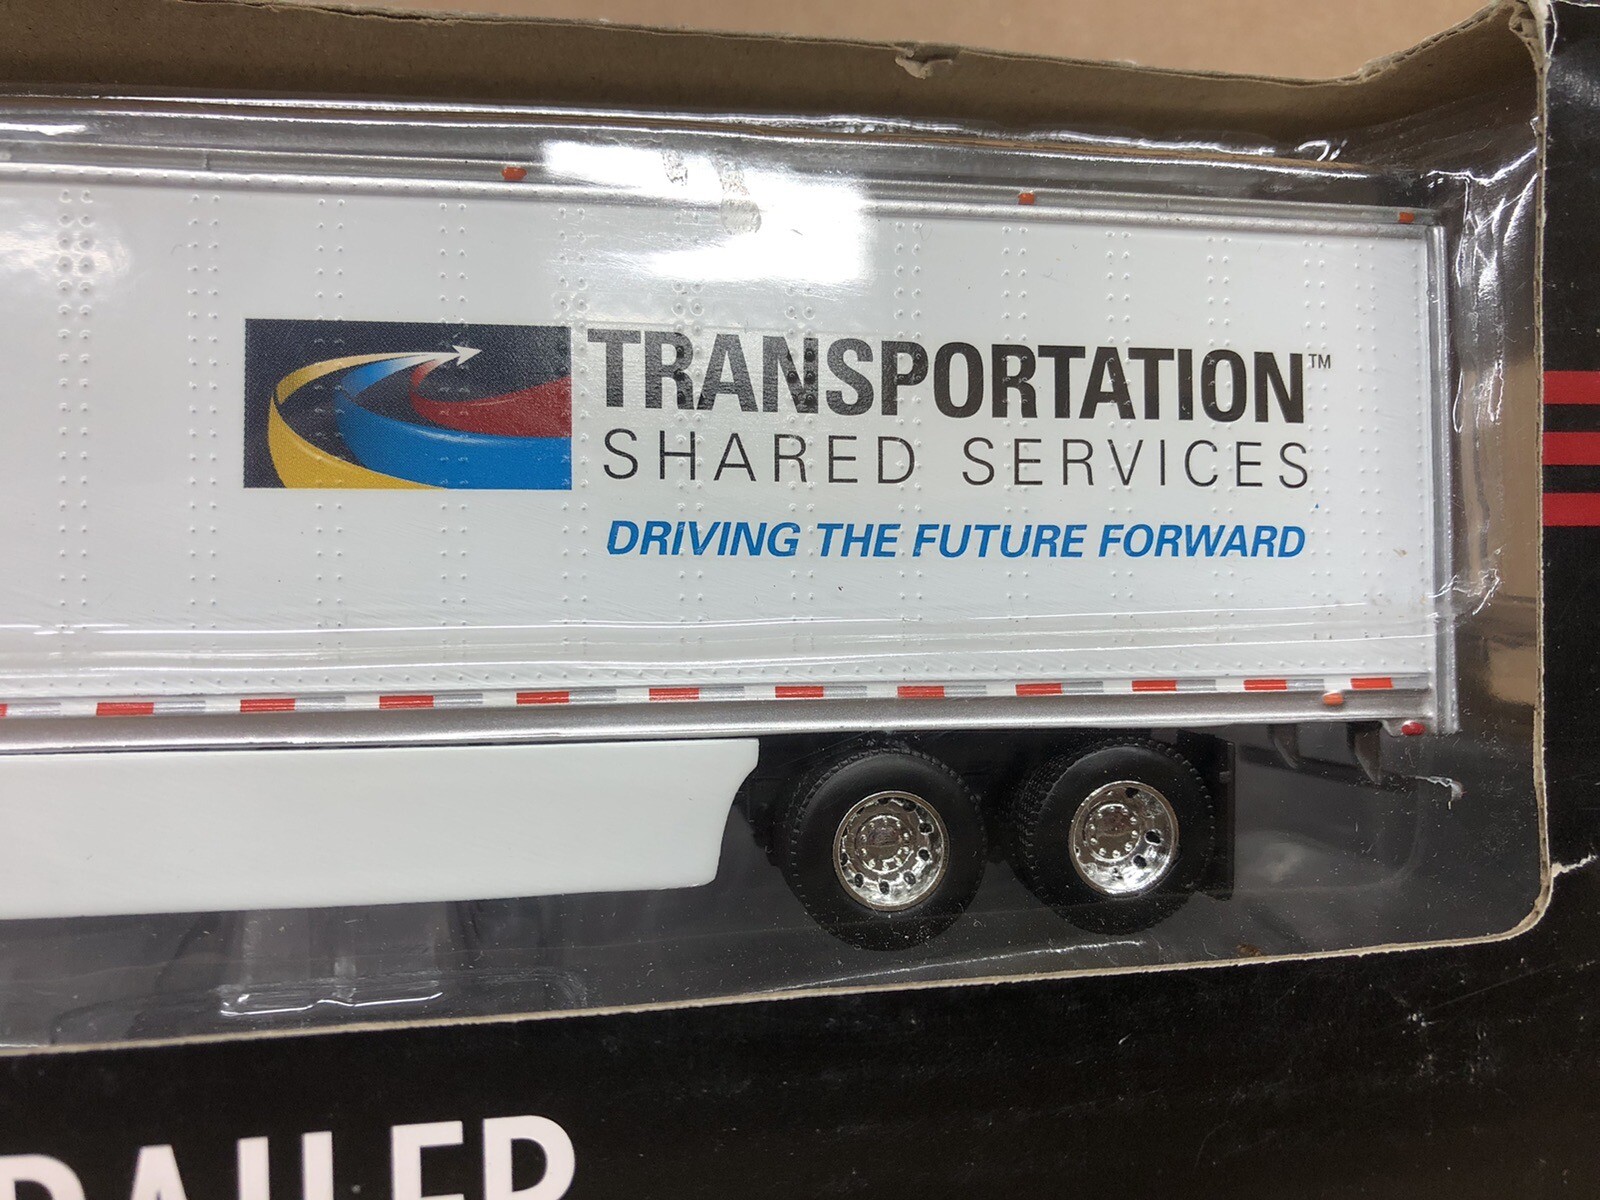 TRANSPORTATION™
SHARED SERVICES
DRIVING THE FUTURE FORWARD